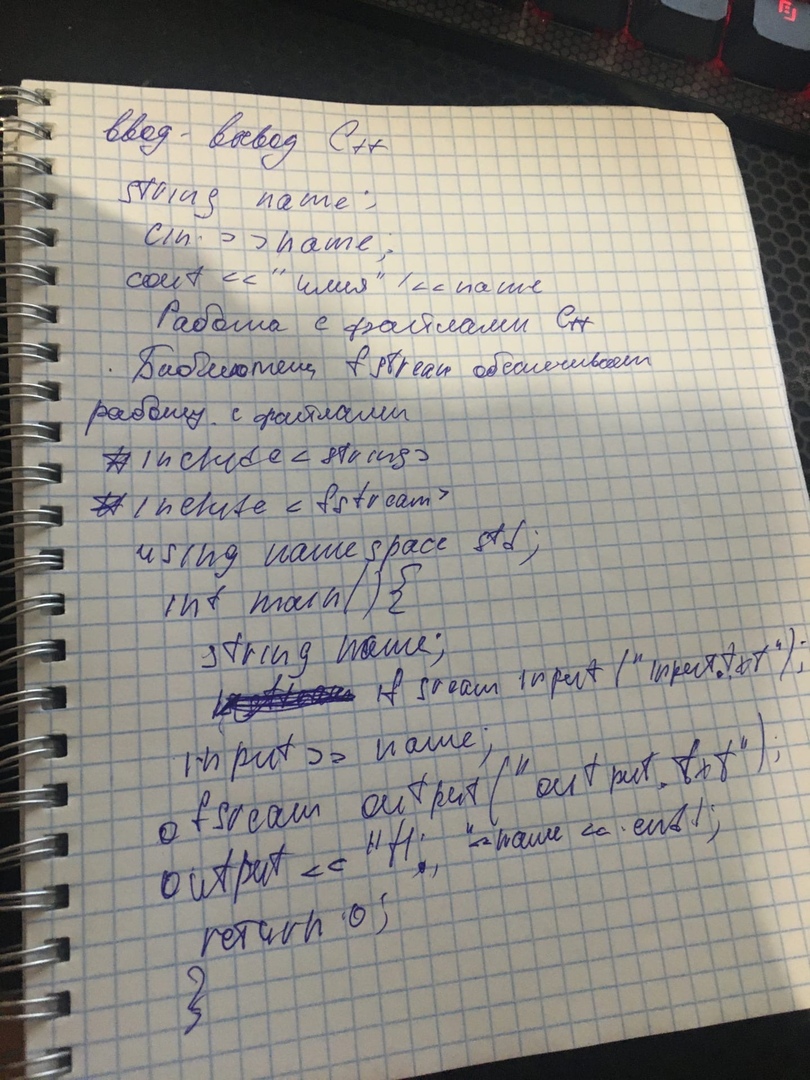 ввод - вывод C++
string name;
cin >> name;
cout << "имя" << name
Работа с файлами C++
Библиотека fstream обеспечивает
работу с файлами
#include <string>
#include <fstream>
using namespace std;
int main() {
string name;
ifsream input ("input.txt");
input >> name;
ofsream output ("output.txt");
output << "Hi, " << name << endl;
return 0;
}